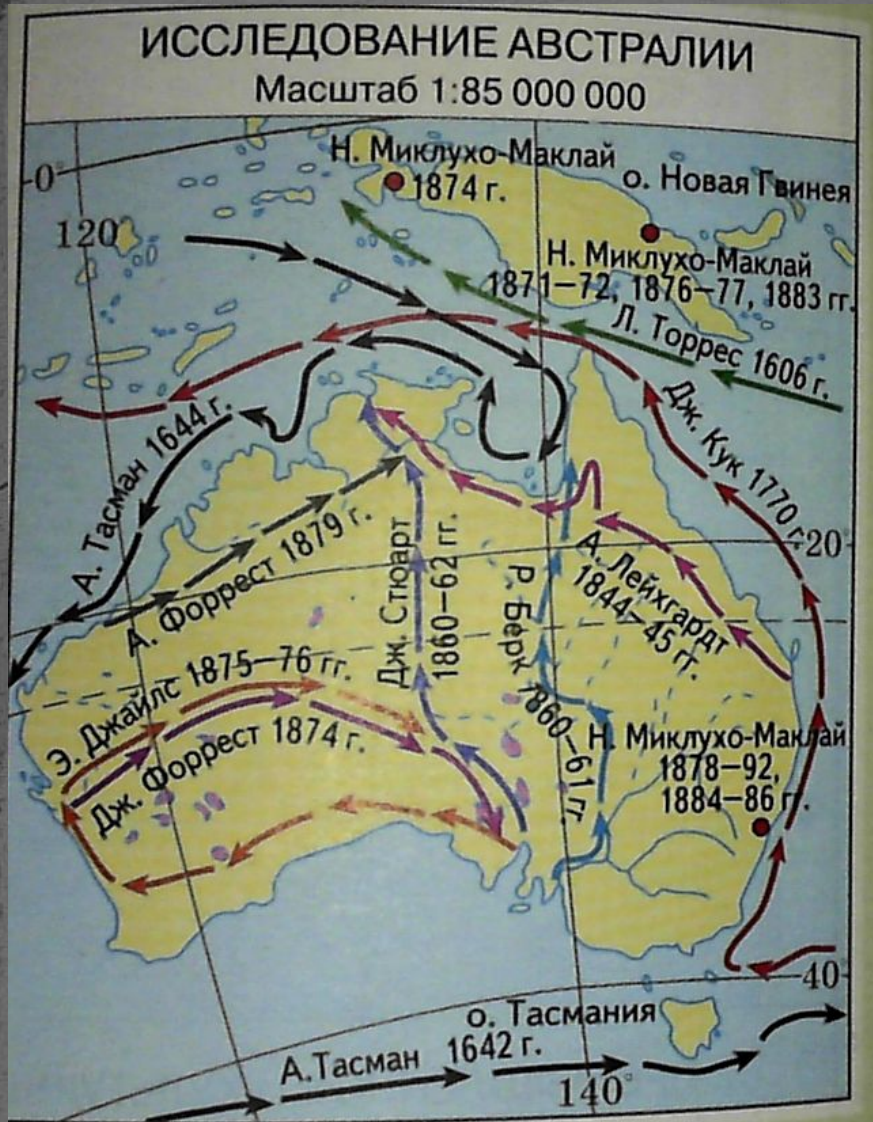 ИССЛЕДОВАНИЕ АВСТРАЛИИ
Масштаб 1:85 000 000
Н. Миклухо-Маклай
1874 г.
о. Новая Гвинея
0°
120°
Н. Миклухо-Маклай
1871–72, 1876–77, 1883 гг.
Л. Торрес 1606 г.
Дж. Кук 1770 г.
А. Тасман 1644 г.
20°
А. Форрест 1879 г.
Дж. Стюарт
1860–62 гг.
Р. Берк 1860–61 гг.
А. Лейхгардт
1844–45 гг.
Э. Джайлс 1875–76 гг.
Дж. Форрест 1874 г.
Н. Миклухо-Маклай
1878–92,
1884–86 гг.
40°
о. Тасмания
А.Тасман 1642 г.
140°